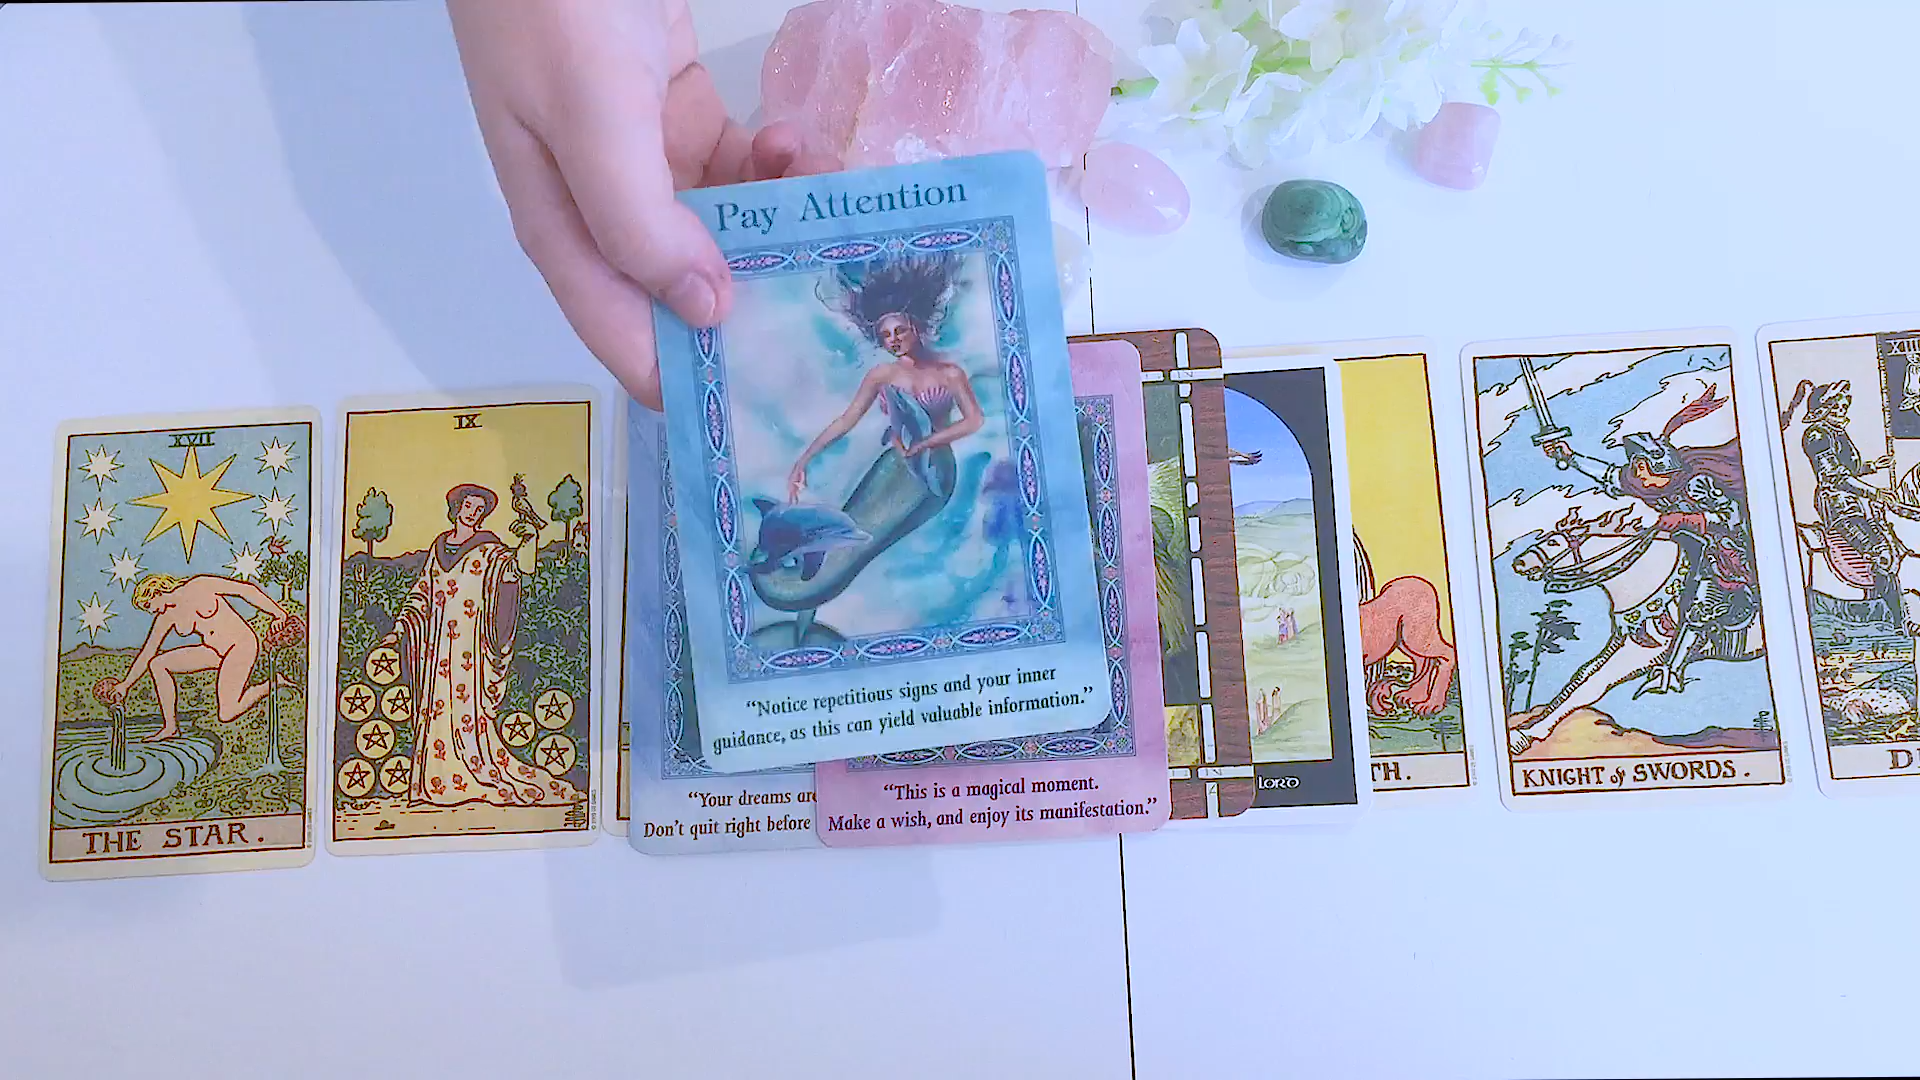 Pay Attention
"Notice repetitious signs and your inner
guidance, as this can yield valuable information."
XVII
THE STAR.
IX
"Your dreams are
Don't quit right before
"This is a magical moment.
Make a wish, and enjoy its manifestation."
LORD
TH.
KNIGHT of SWORDS.
XIII
D